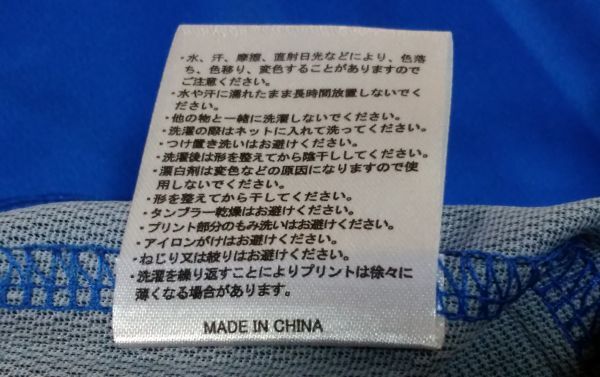 ・水、汗、摩擦、直射日光などにより、色落
ち、色移り、変色することがありますので
ご注意ください。
・水や汗に濡れたまま長時間放置しないでく
ださい。
・他の物と一緒に洗濯しないでください。
・洗濯の際はネットに入れて洗ってください。
・つけ置き洗いはお避けください。
・洗濯後は形を整えてから陰干ししてください。
・漂白剤は変色などの原因になりますので使
用しないでください。
・形を整えてから干してください。
・タンブラー乾燥はお避けください。
・プリント部分のもみ洗いはお避けください。
・アイロンがけはお避けください。
・ねじり又は絞りはお避けください。
・洗濯を繰り返すことによりプリントは徐々に
薄くなる場合があります。
MADE IN CHINA